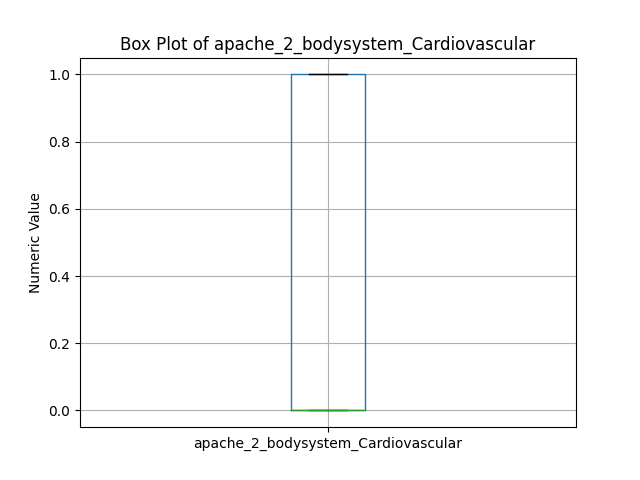 Box Plot of apache_2_bodysystem_Cardiovascular
1.0
0.8
0.6
0.4
0.2
0.0
Numeric Value
apache_2_bodysystem_Cardiovascular